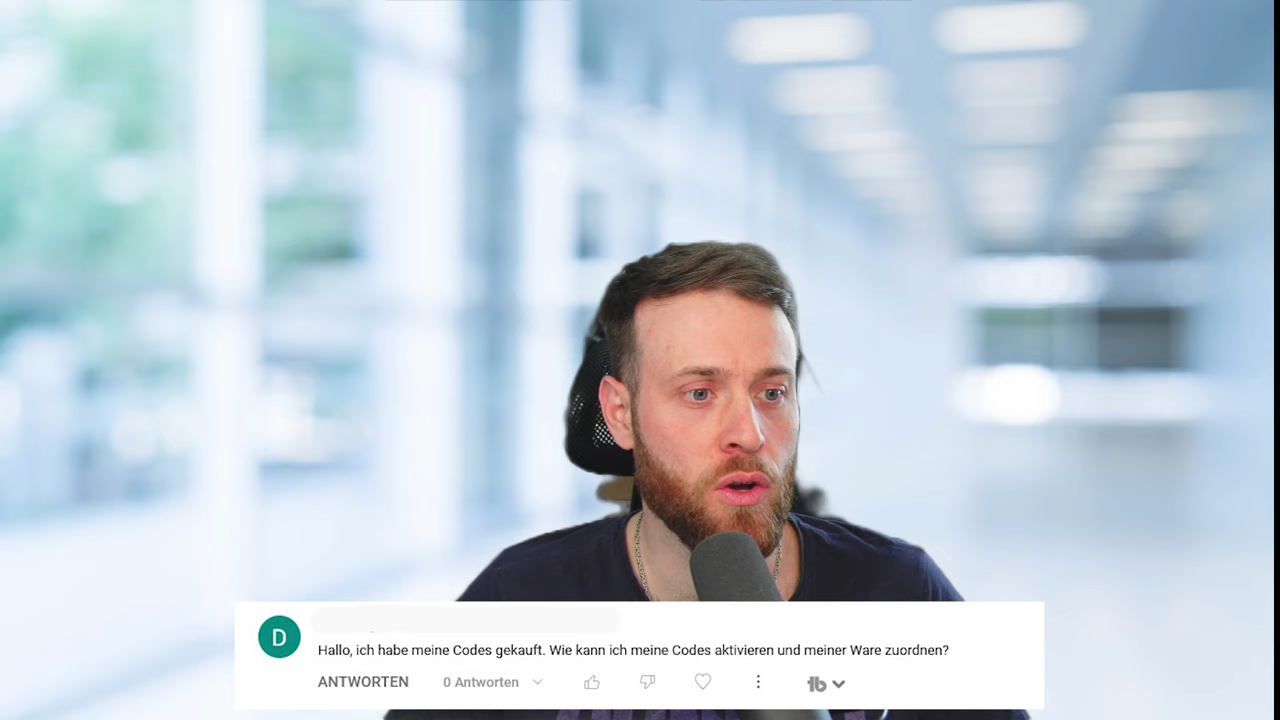 D
Hallo, ich habe meine Codes gekauft. Wie kann ich meine Codes aktivieren und meiner Ware zuordnen?
ANTWORTEN 0 Antworten
tb